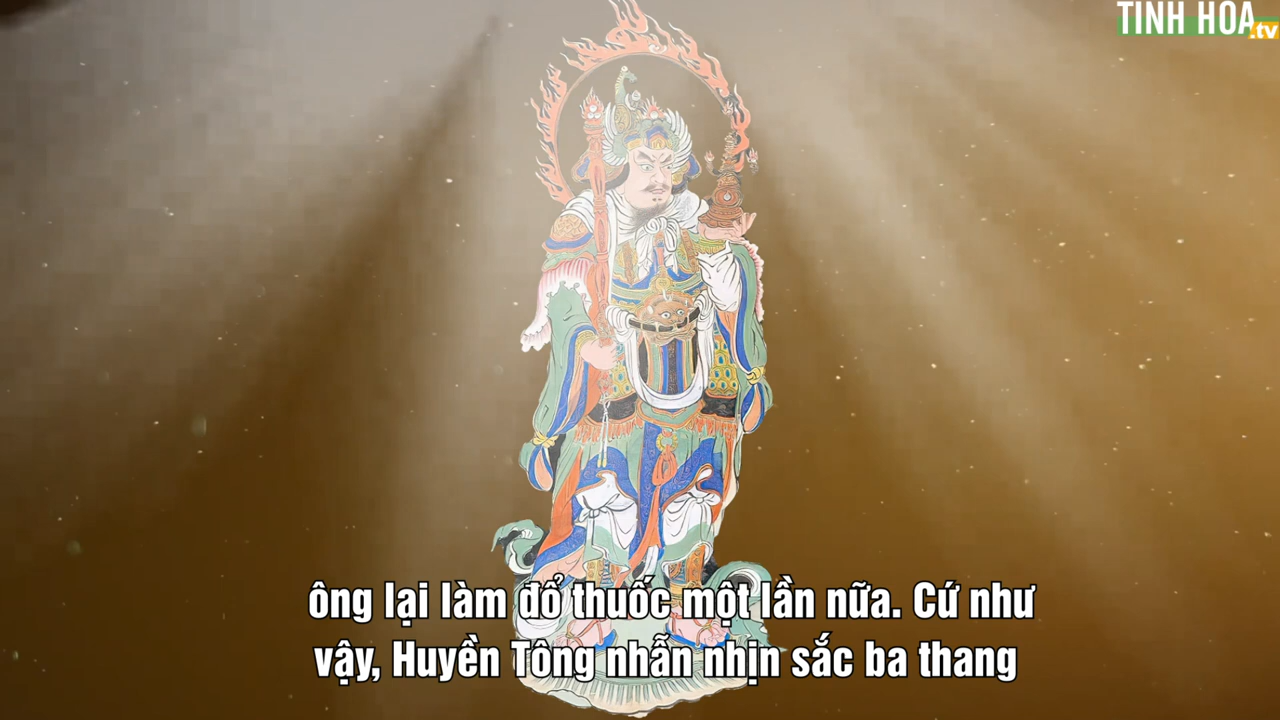 TINH HOA
.tv
ông lại làm đổ thuốc một lần nữa. Cứ như
vậy, Huyền Tông nhẫn nhịn sắc ba thang